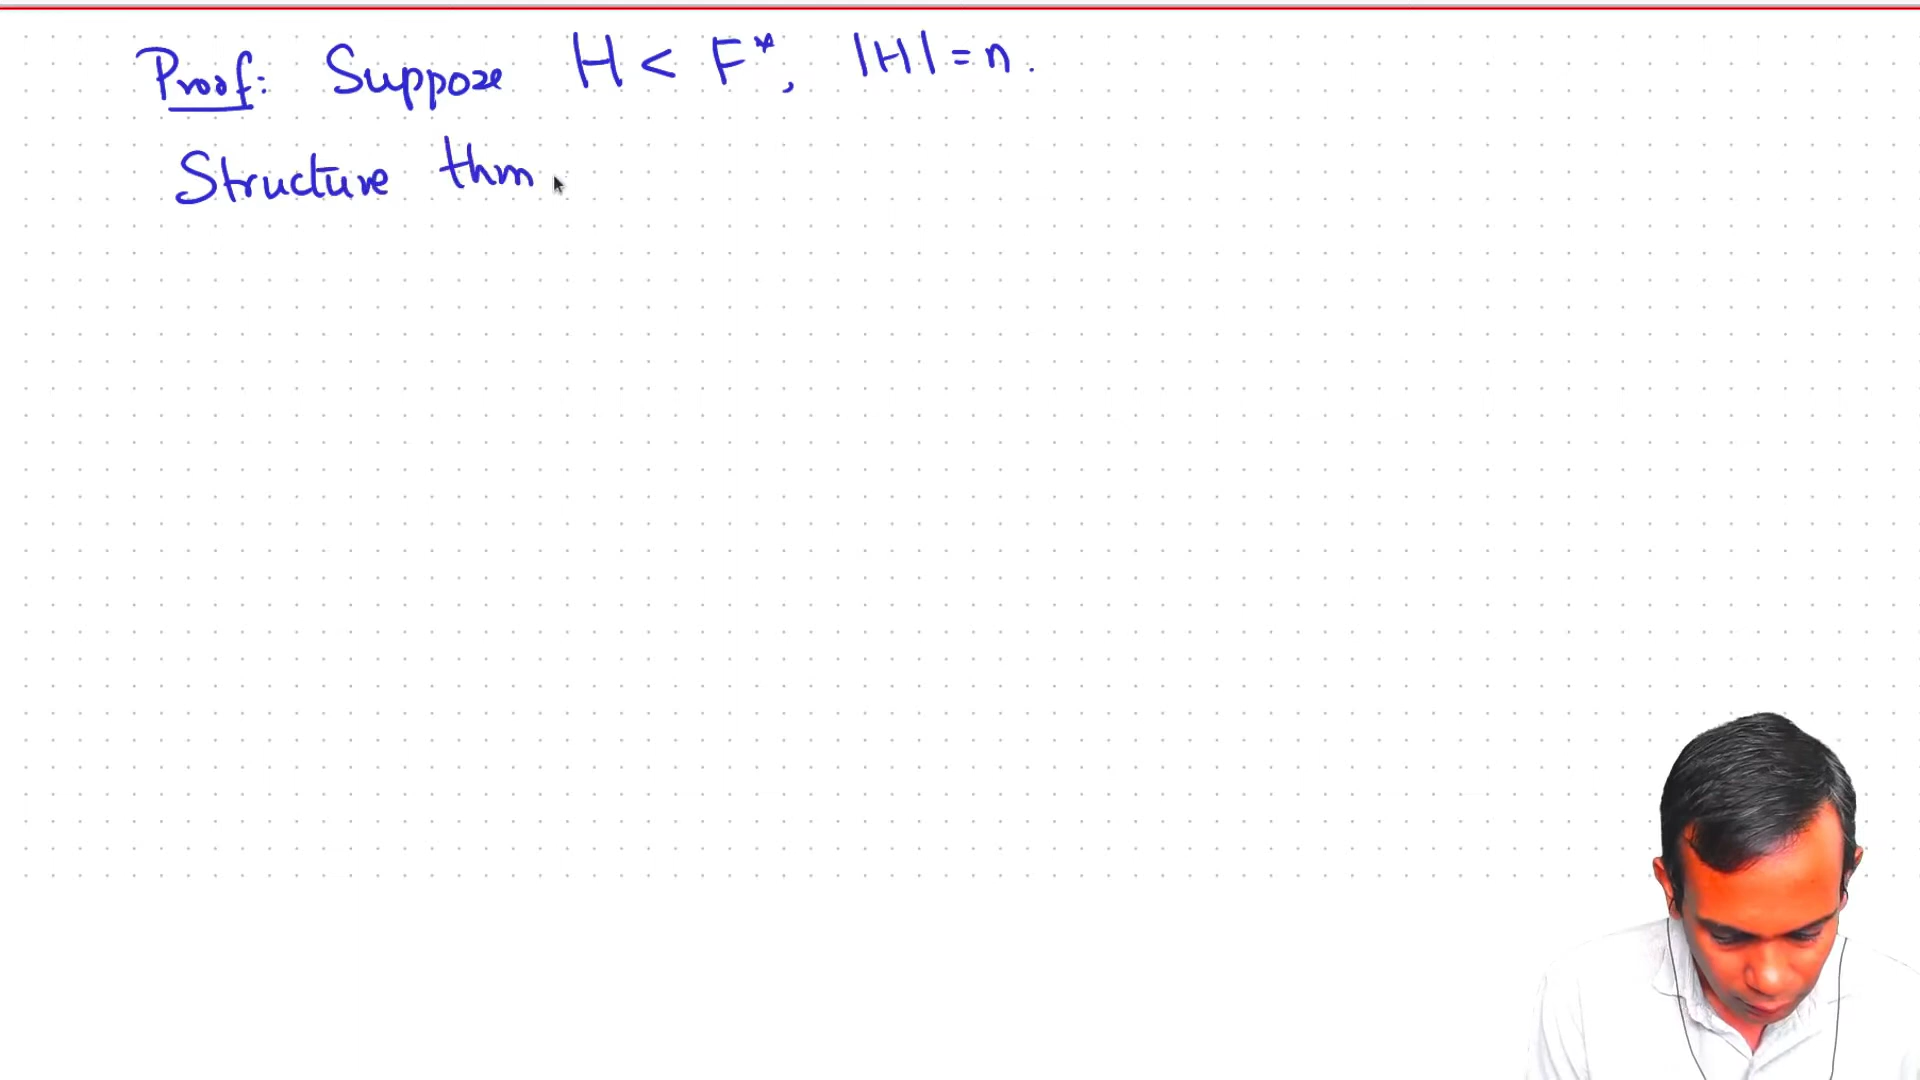 Proof: Suppose H < F*, |H| = n.
Structure thm